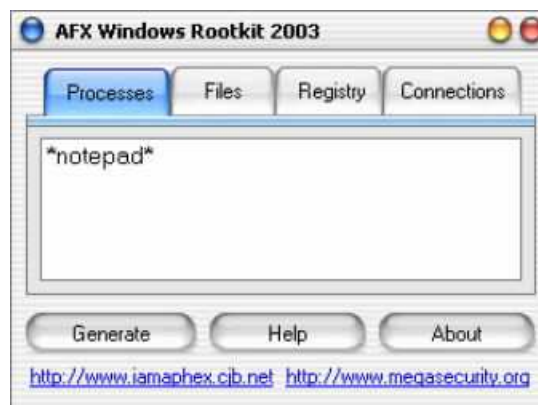 AFX Windows Rootkit 2003
Processes Files Registry Connections
*notepad*
Generate Help About
http://www.iamaphex.cjb.net http://www.megasecurity.org